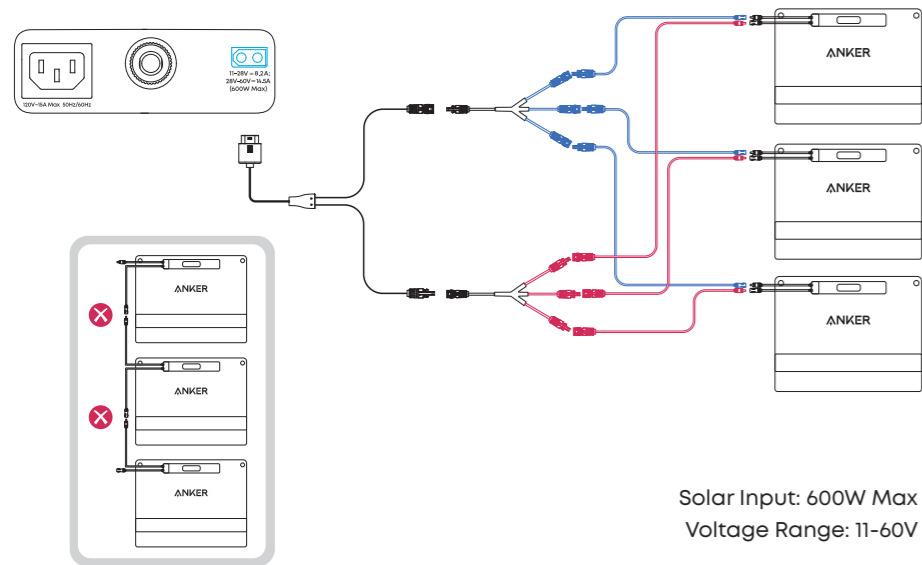 11-28V⎓8.2A;
28V-60V⎓14.5A
(600W Max)
120V~15A Max 50Hz/60Hz
ANKER
ANKER
ANKER
ANKER
ANKER
ANKER
Solar Input: 600W Max
Voltage Range: 11-60V